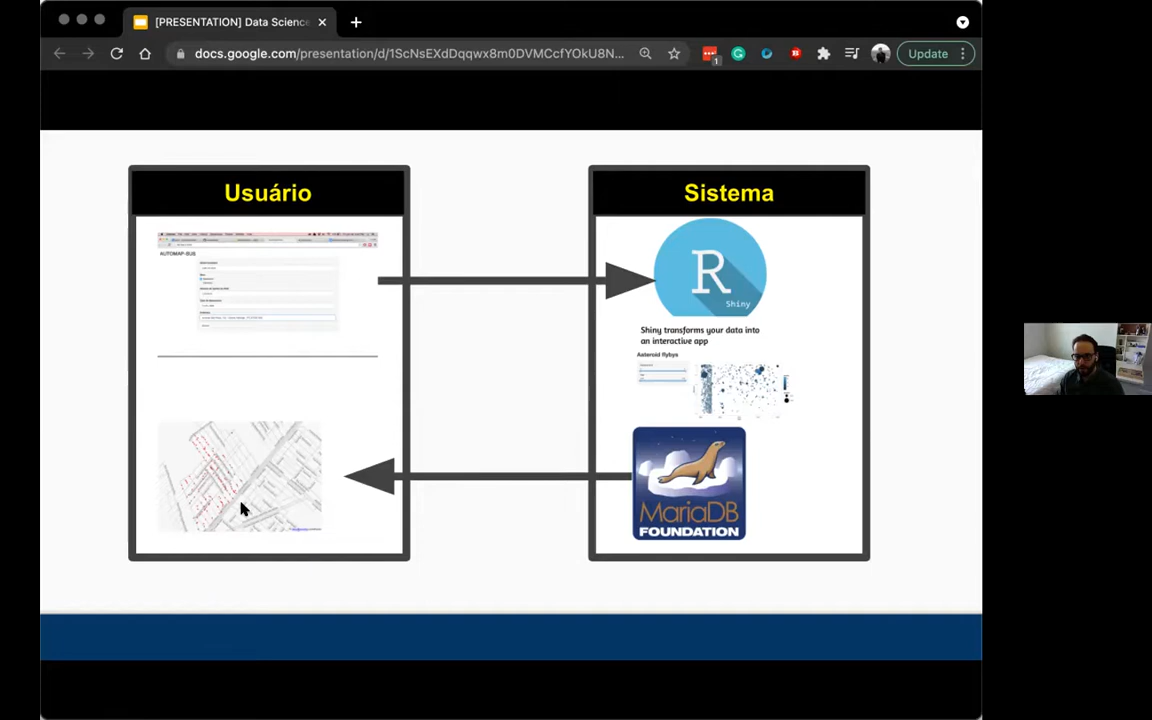 [PRESENTATION] Data Science
docs.google.com/presentation/d/1ScNsEXdDqqwx8m0DVMCcfYOkU8N...
1
Update
Usuário
Sistema
AUTOMAP-BUS
R
Shiny
Shiny transforms your data into
an interactive app
Asteroid flybys
MariaDB
FOUNDATION